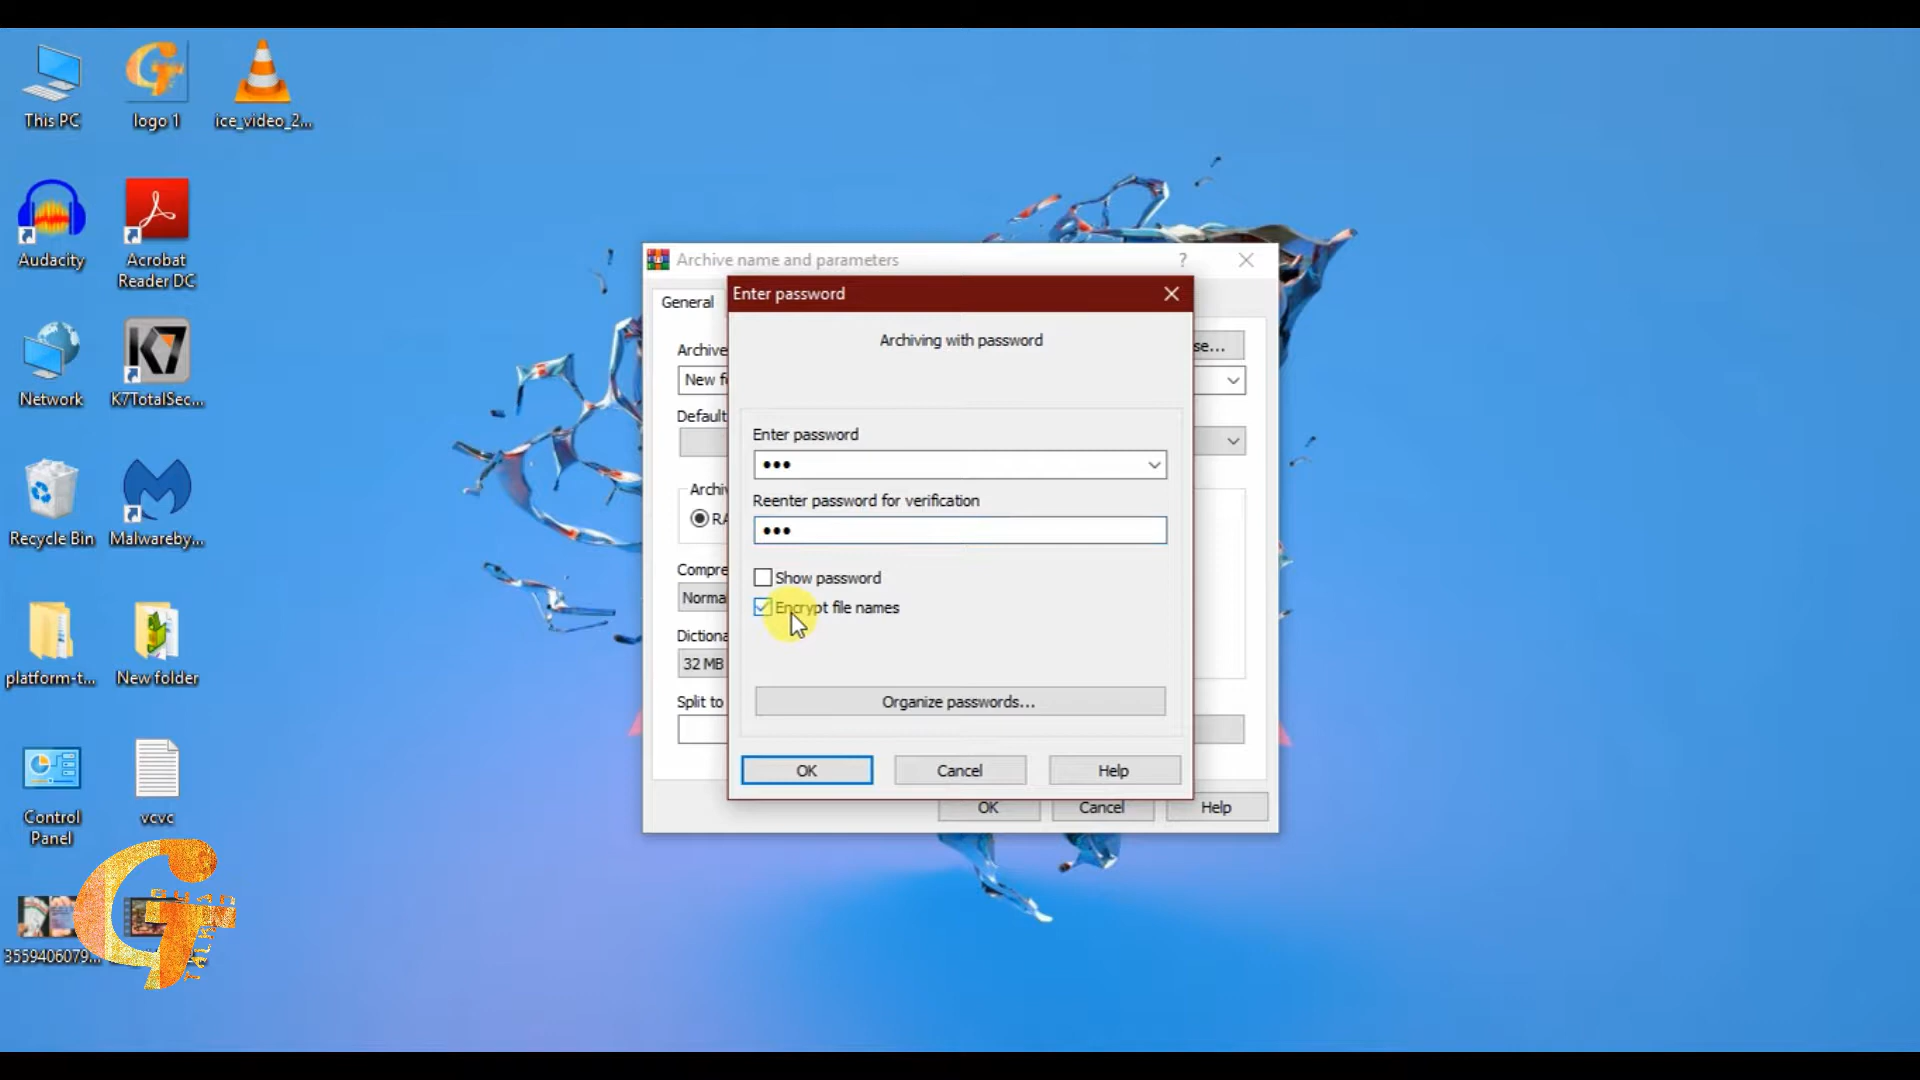 This PC
logo 1
ice_video_2...
Audacity
Acrobat
Reader DC
Network
K7TotalSec...
Recycle Bin
Malwareby...
platform-t...
New folder
Control
Panel
vcvc
3559406079...
Archive name and parameters
?
General
Archive
se...
New f
Default
Archiv
RA
Compre
Norma
Dictiona
32 MB
Split to
OK
Cancel
Help
Enter password
Archiving with password
Enter password
Reenter password for verification
Show password
Encrypt file names
Organize passwords...
OK
Cancel
Help